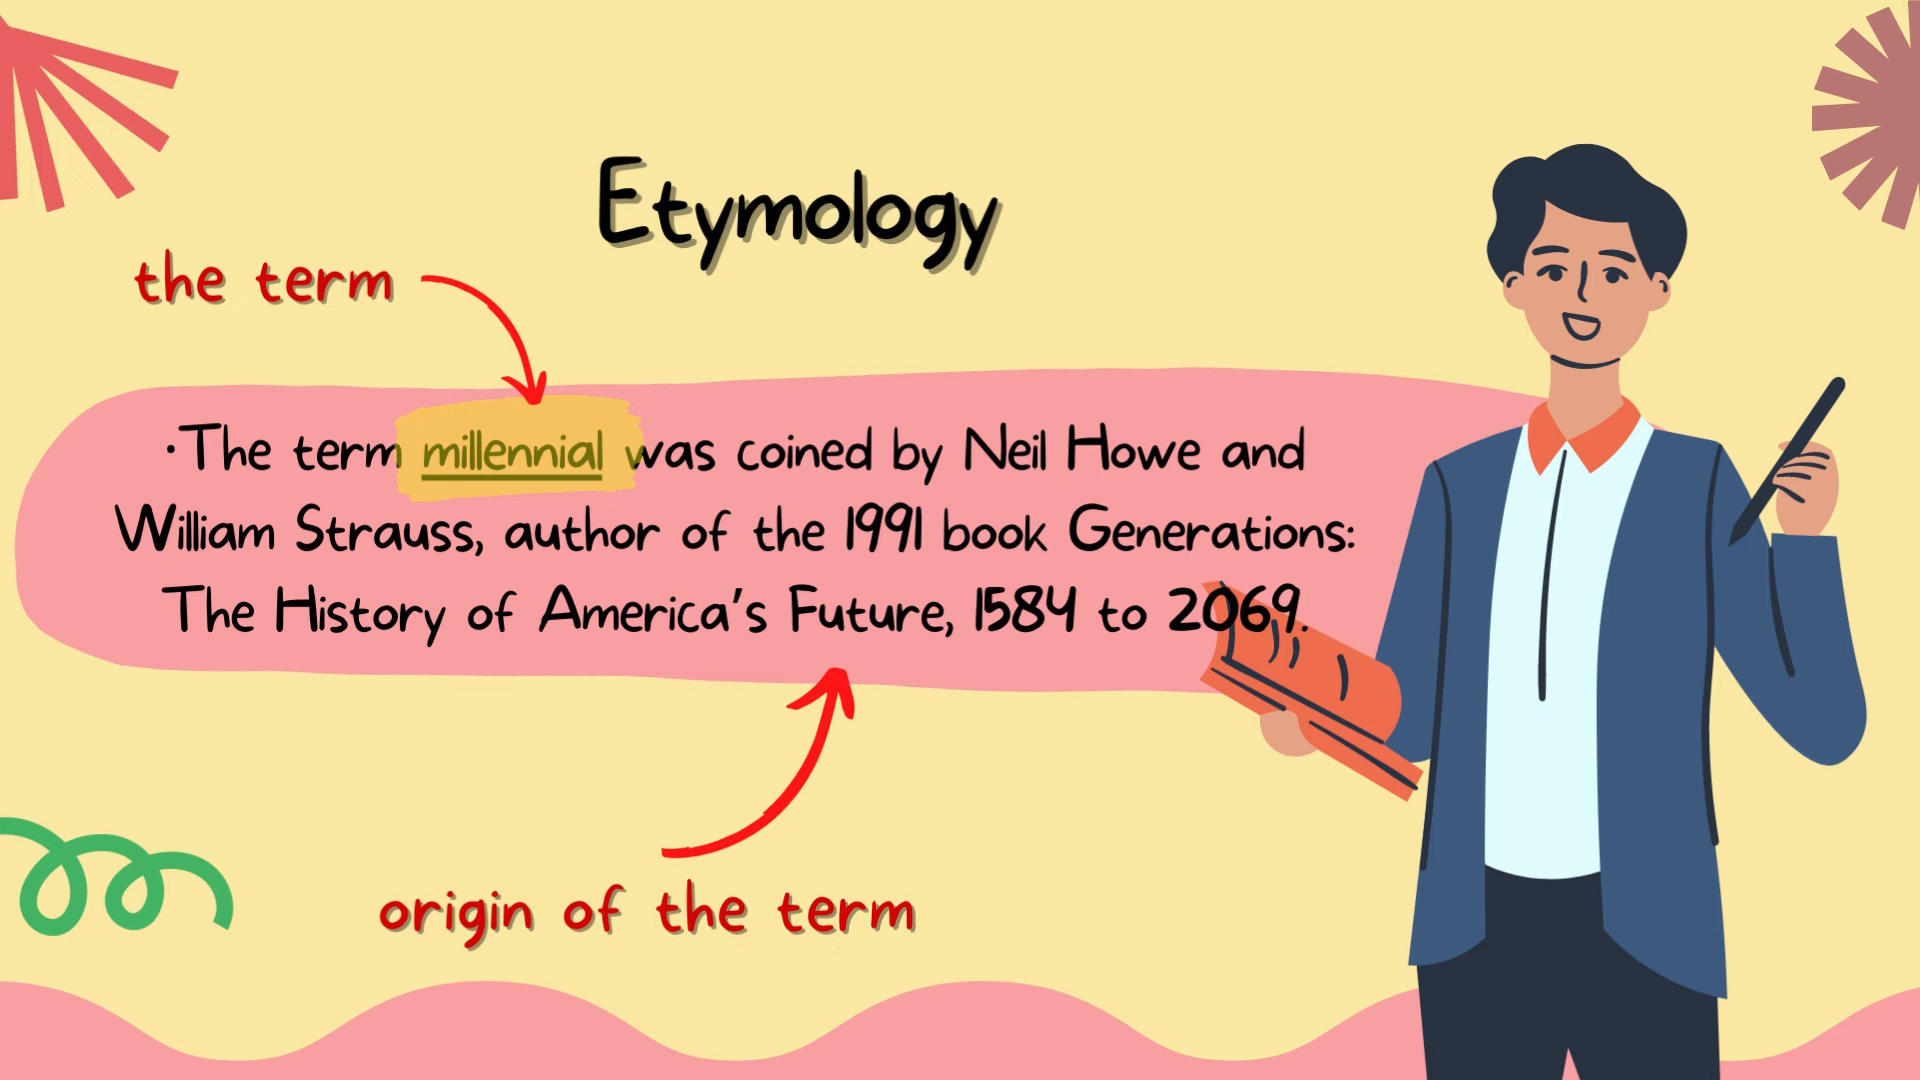 Etymology
the term
·The term millennial was coined by Neil Howe and
William Strauss, author of the 1991 book Generations:
The History of America's Future, 1584 to 2069.
origin of the term